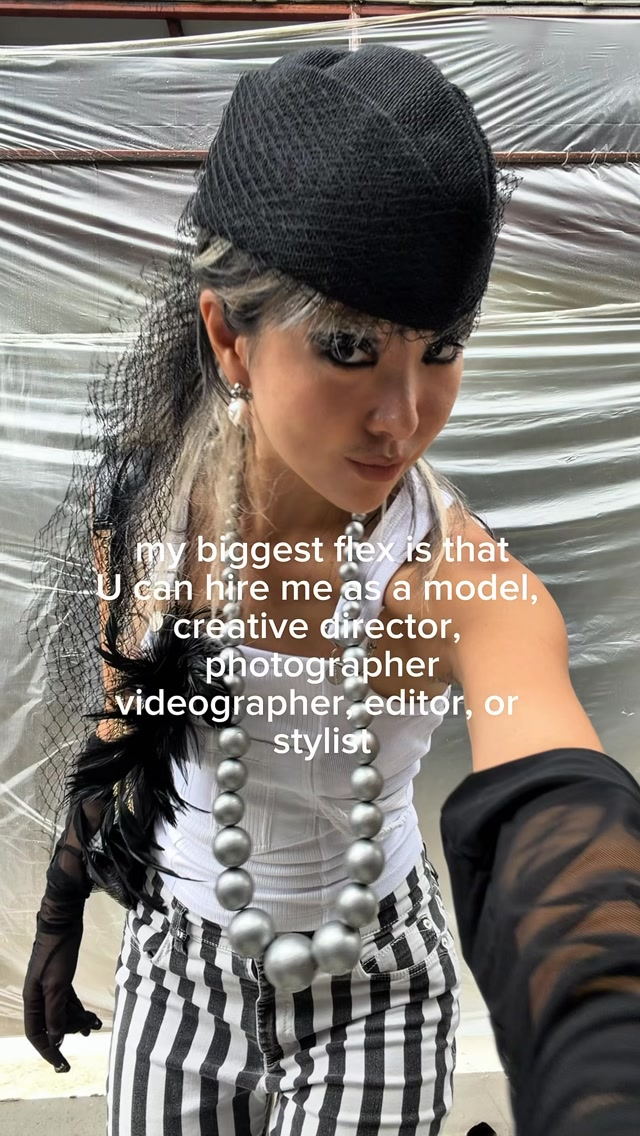 my biggest flex is that
U can hire me as a model,
creative director,
photographer
videographer, editor, or
stylist